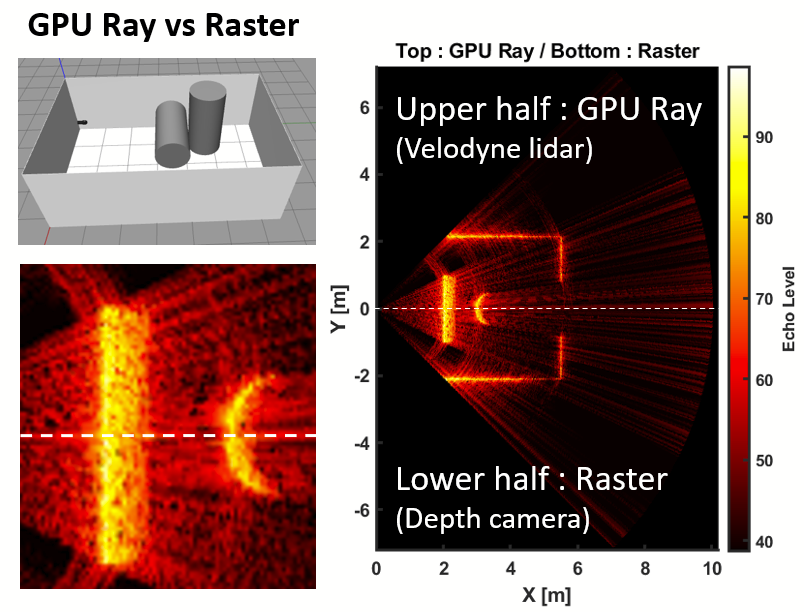 GPU Ray vs Raster
Top : GPU Ray / Bottom : Raster
Upper half : GPU Ray
(Velodyne lidar)
Lower half : Raster
(Depth camera)
6
4
2
0
-2
-4
-6
Y [m]
0
2
4
6
8
10
X [m]
90
80
70
60
50
40
Echo Level